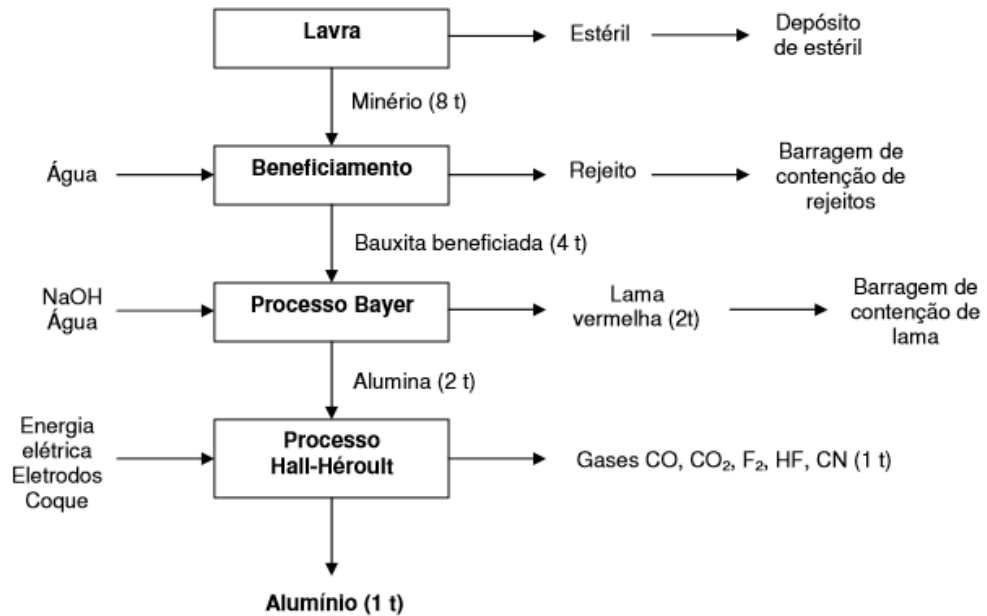 Lavra
Estéril
Depósito
de estéril
Minério (8 t)
Água
Beneficiamento
Rejeito
Barragem de
contenção de
rejeitos
Bauxita beneficiada (4 t)
NaOH
Água
Processo Bayer
Lama
vermelha (2t)
Barragem de
contenção de
lama
Alumina (2 t)
Energia
elétrica
Eletrodos
Coque
Processo
Hall-Héroult
Gases CO, CO₂, F₂, HF, CN (1 t)
Alumínio (1 t)